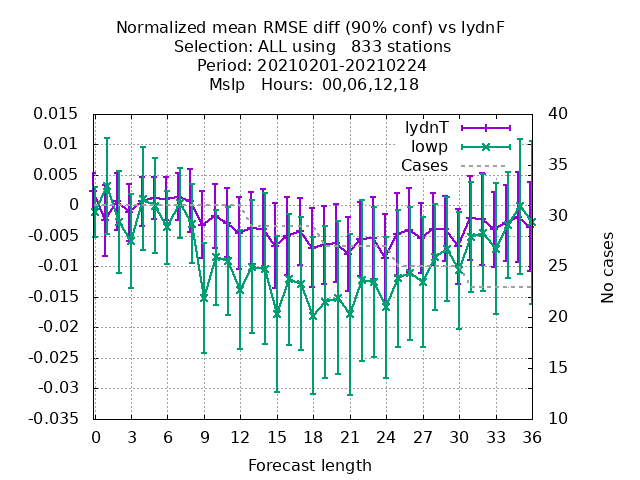 Normalized mean RMSE diff (90% conf) vs IydnF
Selection: ALL using   833 stations
Period: 20210201-20210224
Mslp   Hours: 00,06,12,18
IydnT
lowp
Cases
0.015
0.01
0.005
0
-0.005
-0.01
-0.015
-0.02
-0.025
-0.03
-0.035
40
35
30
25
20
15
10
No cases
0 3 6 9 12 15 18 21 24 27 30 33 36
Forecast length